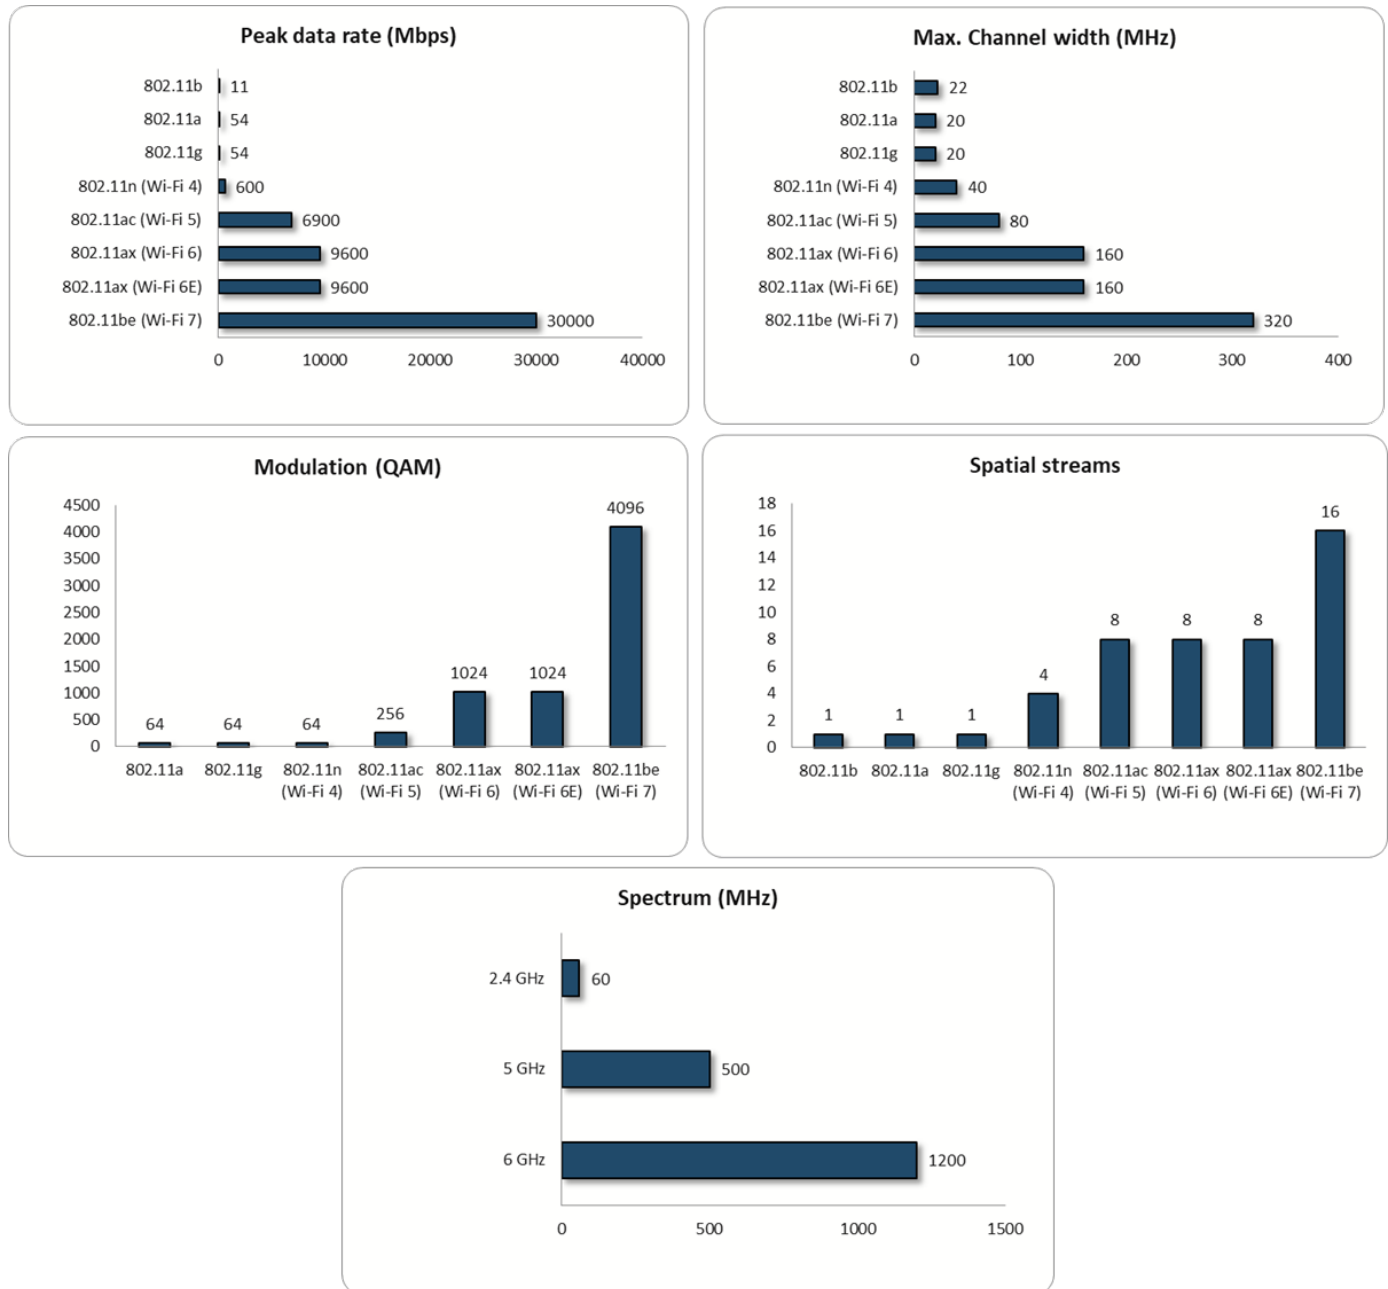 Peak data rate (Mbps)
802.11b 11
802.11a 54
802.11g 54
802.11n (Wi-Fi 4) 600
802.11ac (Wi-Fi 5) 6900
802.11ax (Wi-Fi 6) 9600
802.11ax (Wi-Fi 6E) 9600
802.11be (Wi-Fi 7) 30000
0 10000 20000 30000 40000
Max. Channel width (MHz)
802.11b 22
802.11a 20
802.11g 20
802.11n (Wi-Fi 4) 40
802.11ac (Wi-Fi 5) 80
802.11ax (Wi-Fi 6) 160
802.11ax (Wi-Fi 6E) 160
802.11be (Wi-Fi 7) 320
0 100 200 300 400
Modulation (QAM)
4500
4000
3500
3000
2500
2000
1500
1000
500
0
64 64 64 256 1024 1024 4096
802.11a 802.11g 802.11n 802.11ac 802.11ax 802.11ax 802.11be
(Wi-Fi 4) (Wi-Fi 5) (Wi-Fi 6) (Wi-Fi 6E) (Wi-Fi 7)
Spatial streams
18
16
14
12
10
8
6
4
2
0
1 1 1 4 8 8 8 16
802.11b 802.11a 802.11g 802.11n 802.11ac 802.11ax 802.11ax 802.11be
(Wi-Fi 4) (Wi-Fi 5) (Wi-Fi 6) (Wi-Fi 6E) (Wi-Fi 7)
Spectrum (MHz)
2.4 GHz 60
5 GHz 500
6 GHz 1200
0 500 1000 1500